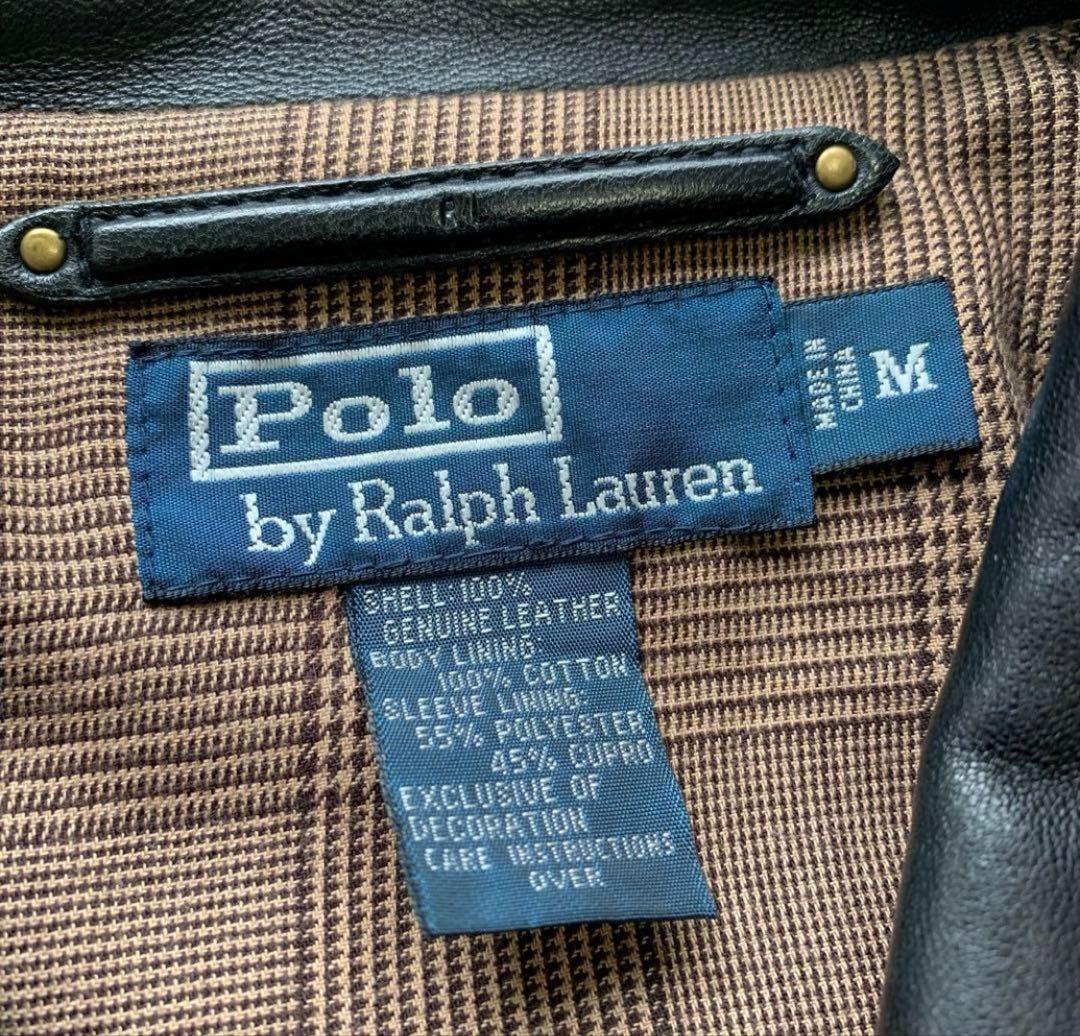 RL
Polo
by Ralph Lauren
MADE IN
CHINA
M
SHELL:100%
GENUINE LEATHER
BODY LINING:
100% COTTON
SLEEVE LINING:
55% POLYESTER
45% CUPRO
EXCLUSIVE OF
DECORATION
CARE INSTRUCTIONS
OVER